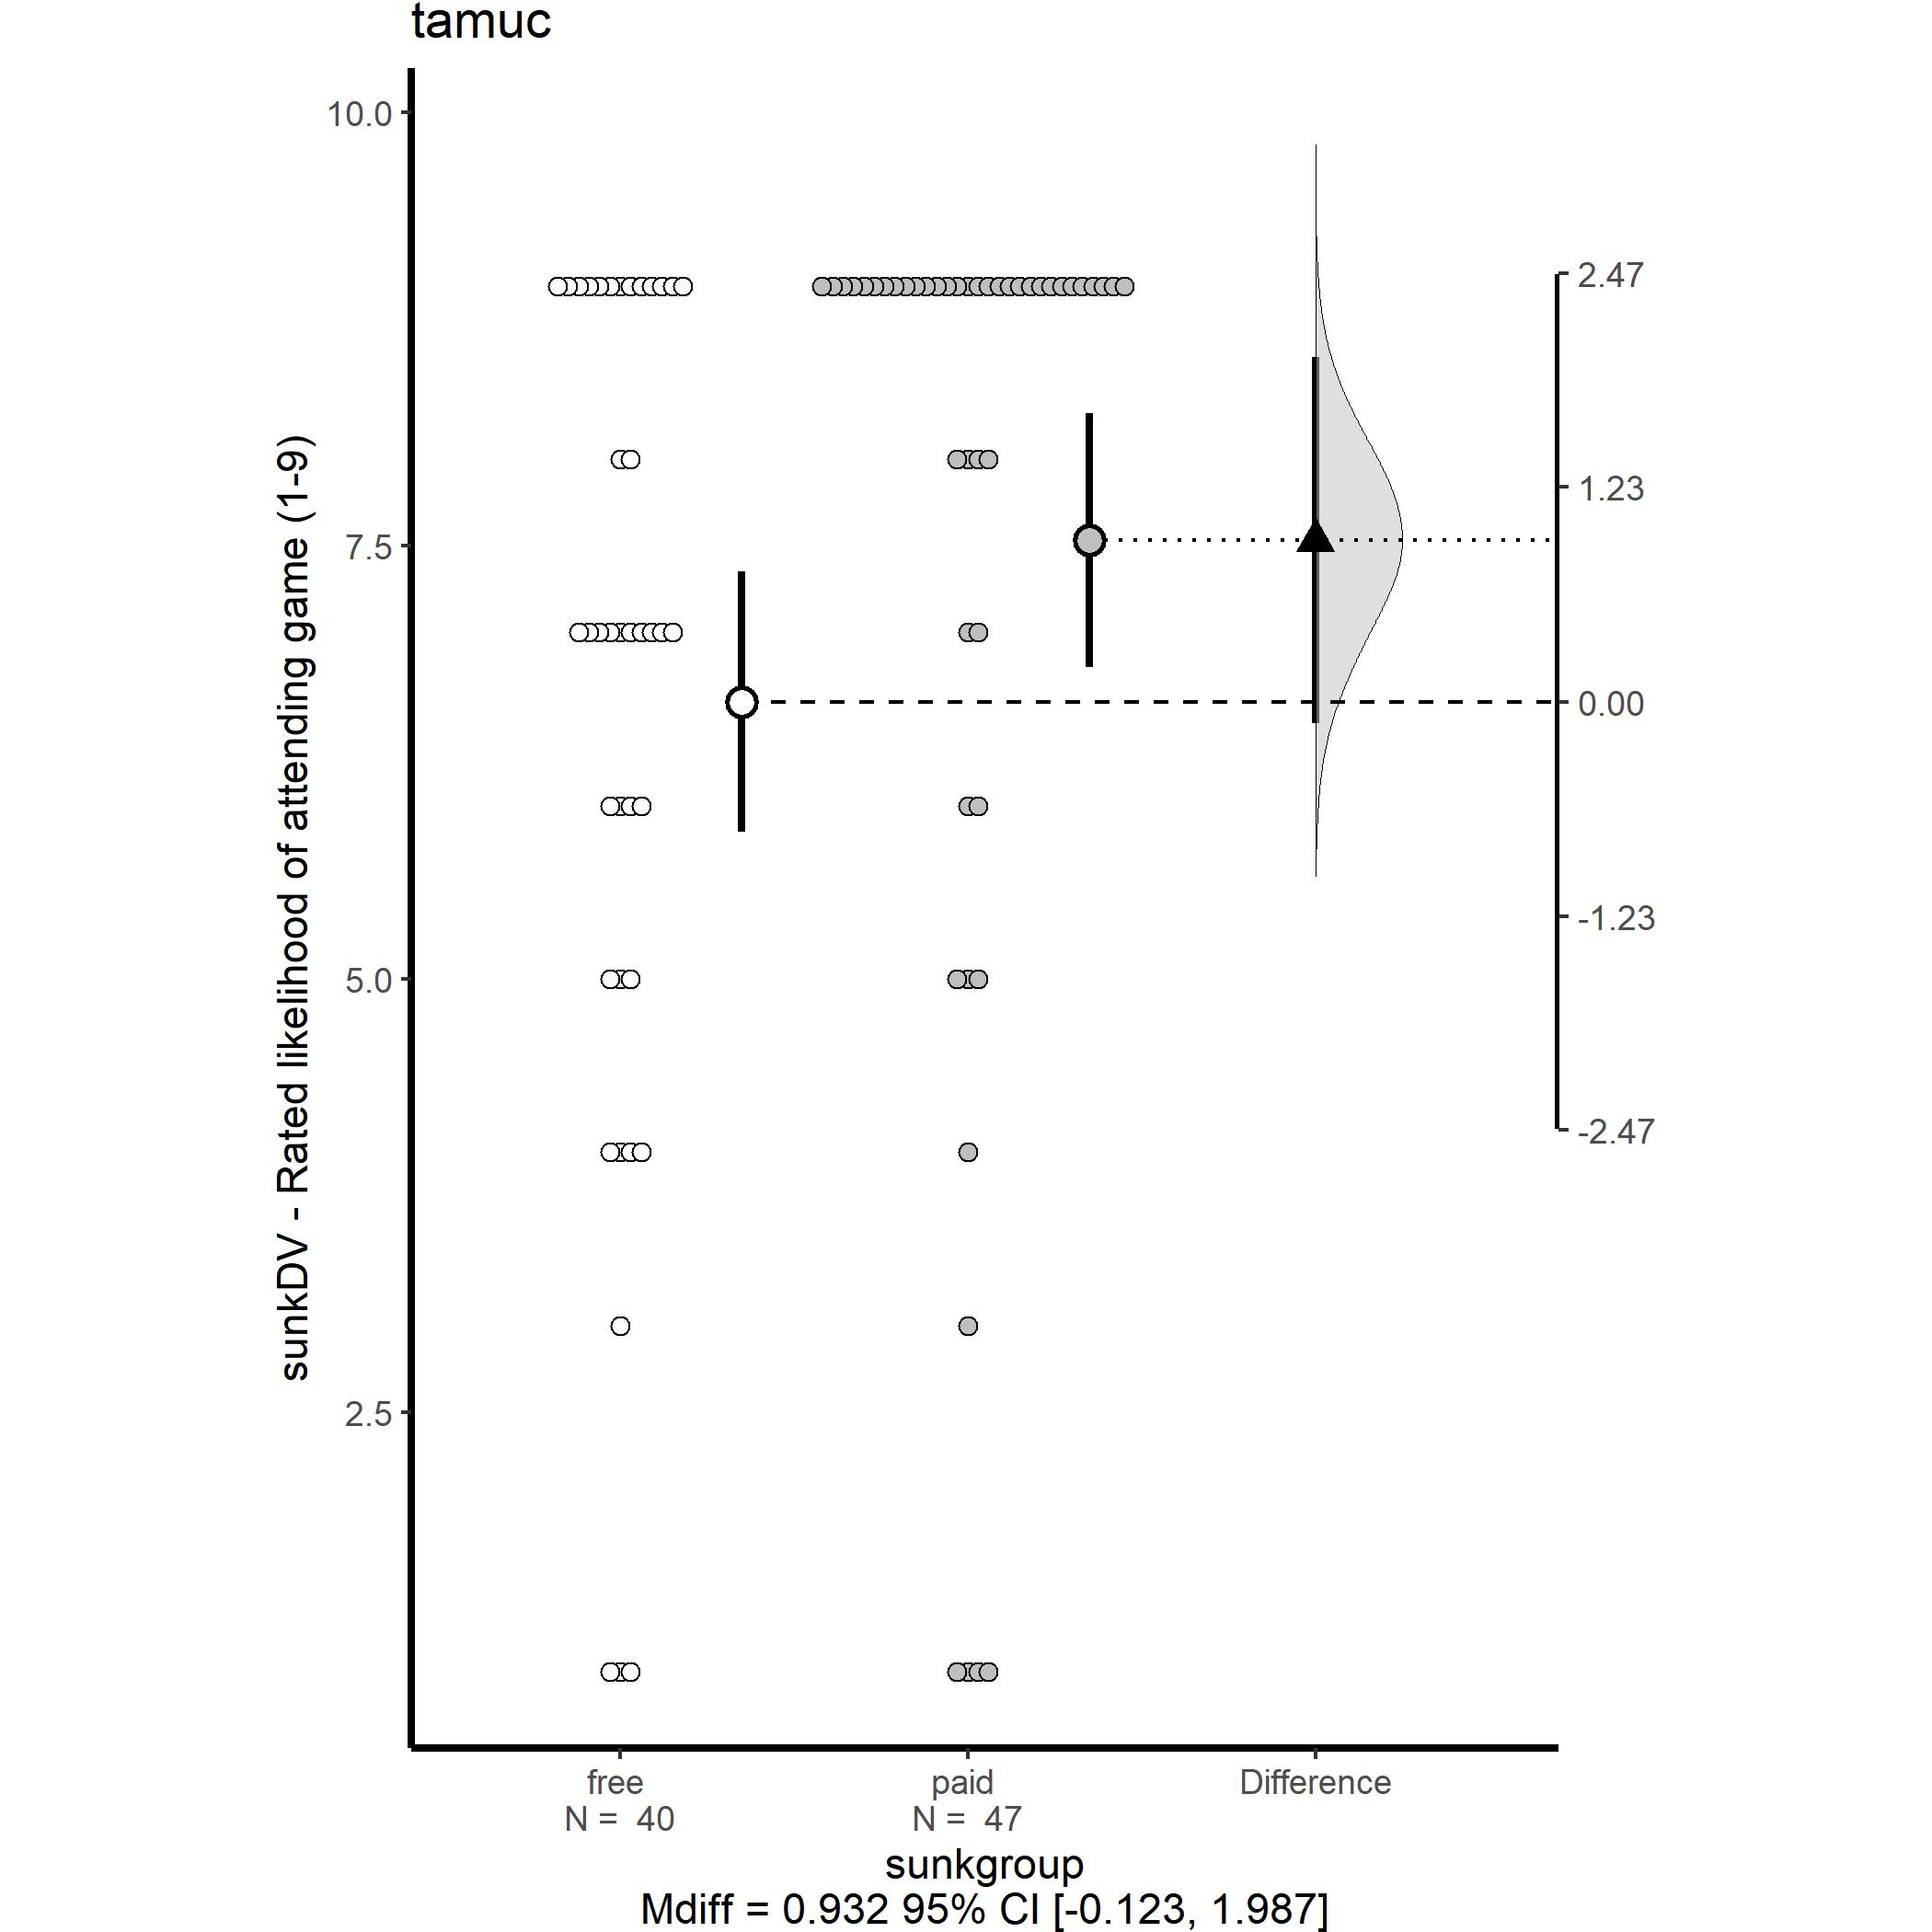 tamuc
sunkDV - Rated likelihood of attending game (1-9)
10.0
7.5
5.0
2.5
2.47
1.23
0.00
-1.23
-2.47
free
N =  40
paid
N =  47
Difference
sunkgroup
Mdiff = 0.932 95% CI [-0.123, 1.987]